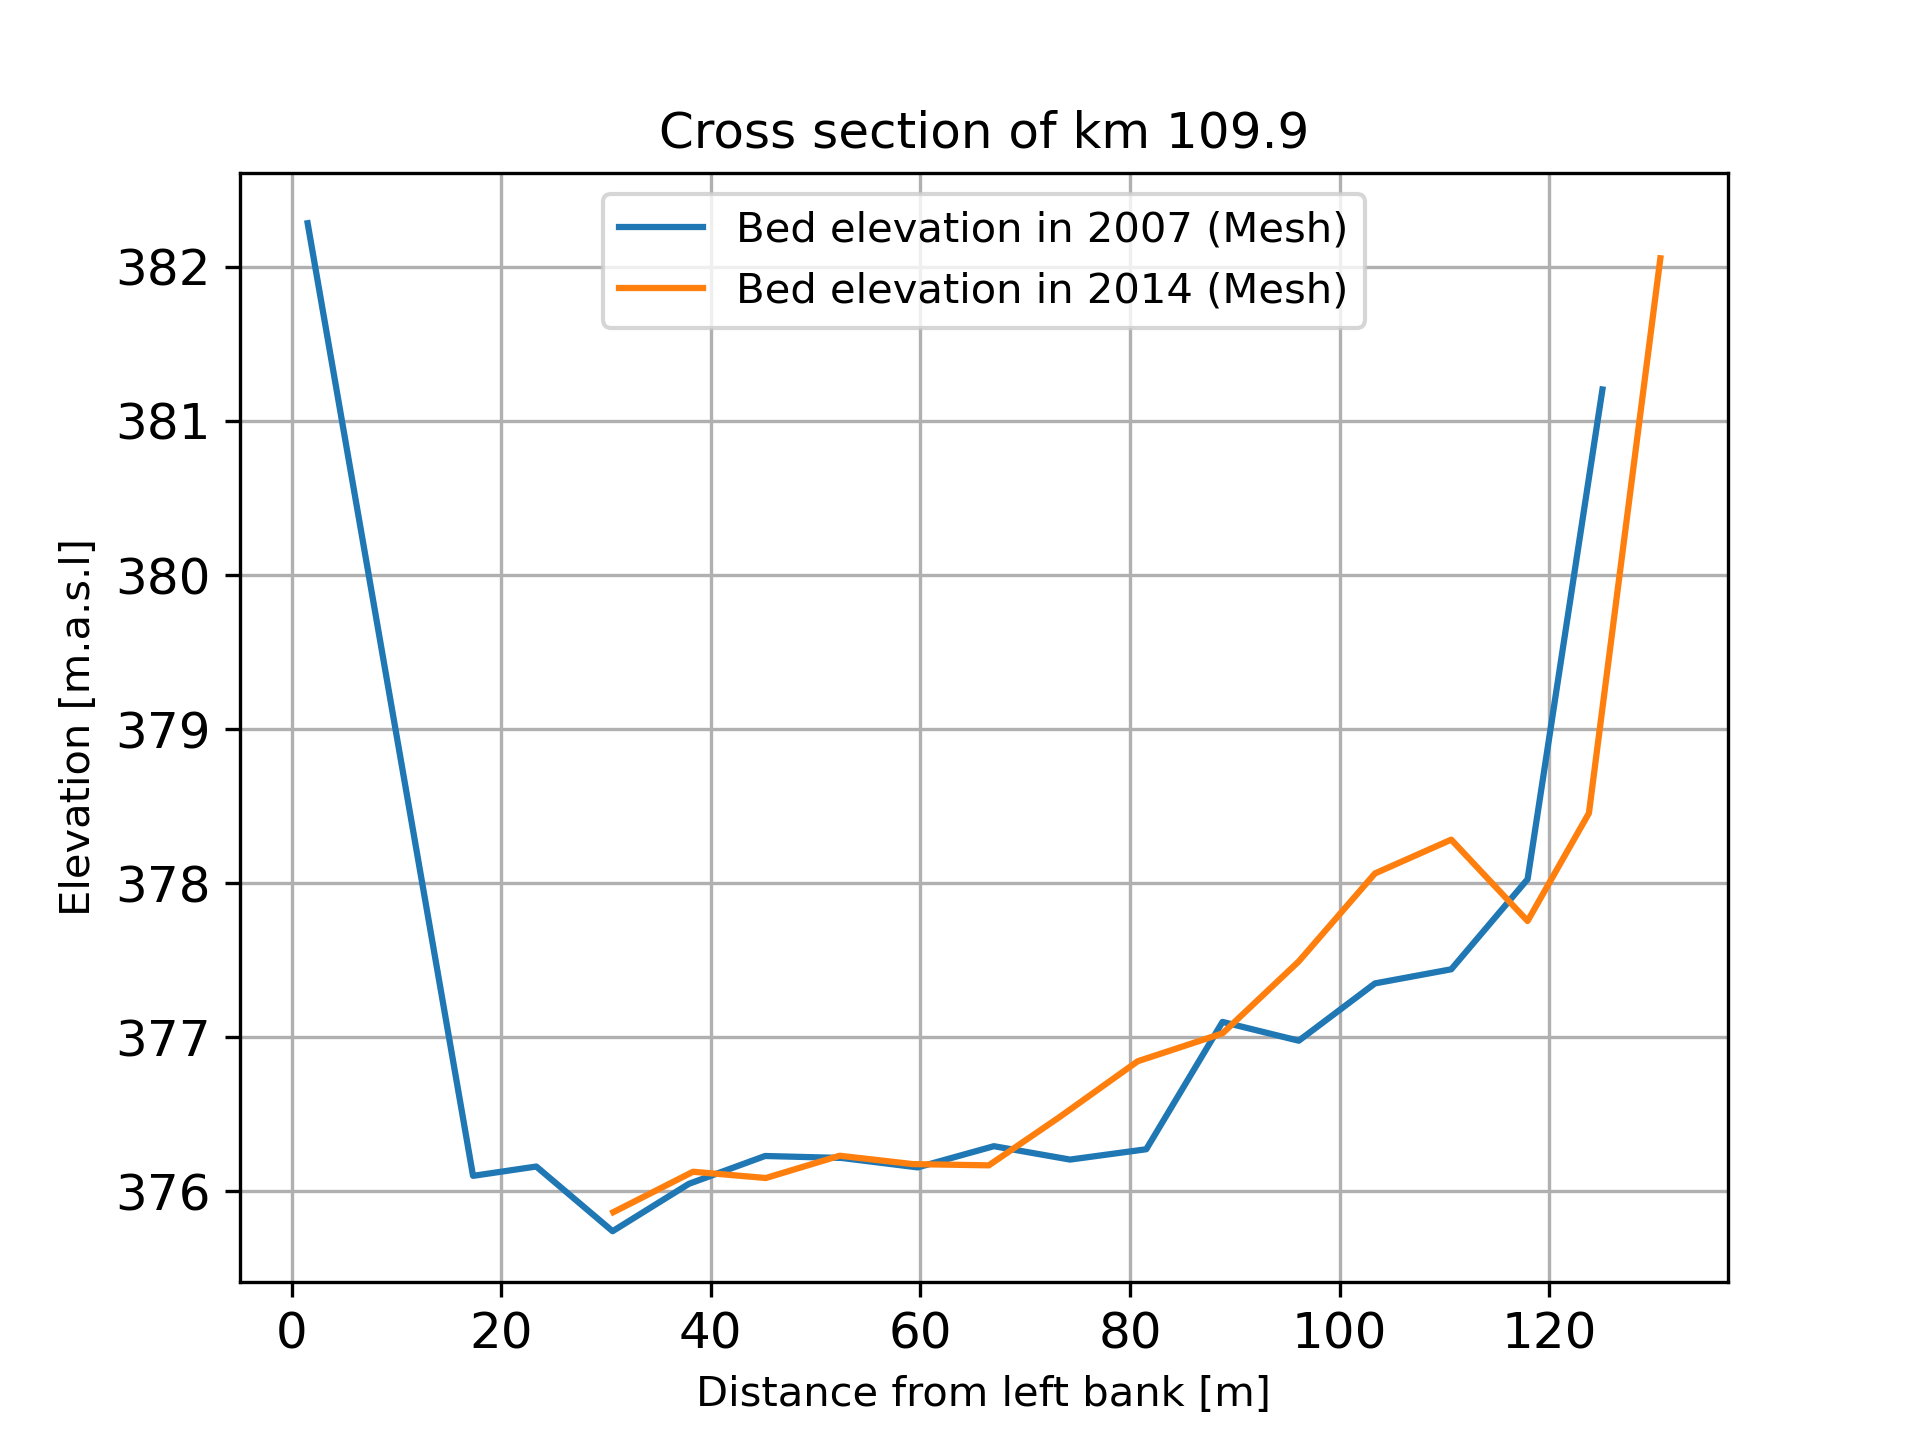 Cross section of km 109.9
Bed elevation in 2007 (Mesh)
Bed elevation in 2014 (Mesh)
Elevation [m.a.s.l]
382
381
380
379
378
377
376
0 20 40 60 80 100 120
Distance from left bank [m]